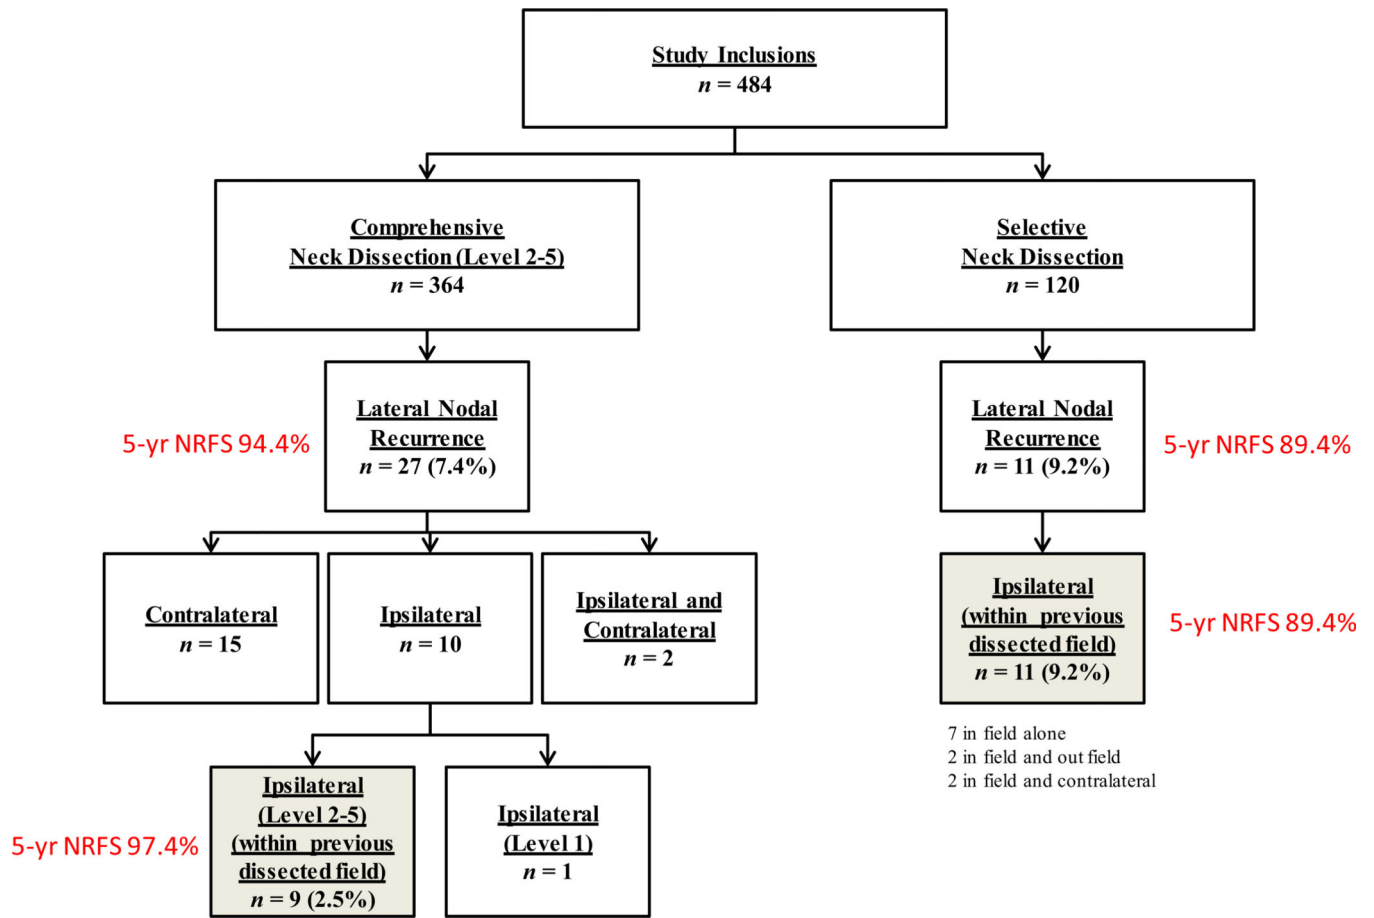 Study Inclusions
n = 484
Comprehensive
Neck Dissection (Level 2-5)
n = 364
Selective
Neck Dissection
n = 120
5-yr NRFS 94.4%
Lateral Nodal
Recurrence
n = 27 (7.4%)
Lateral Nodal
Recurrence
n = 11 (9.2%)
5-yr NRFS 89.4%
Contralateral
n = 15
Ipsilateral
n = 10
Ipsilateral and
Contralateral
n = 2
Ipsilateral
(within previous
dissected field)
n = 11 (9.2%)
5-yr NRFS 89.4%
7 in field alone
2 in field and out field
2 in field and contralateral
5-yr NRFS 97.4%
Ipsilateral
(Level 2-5)
(within previous
dissected field)
n = 9 (2.5%)
Ipsilateral
(Level 1)
n = 1